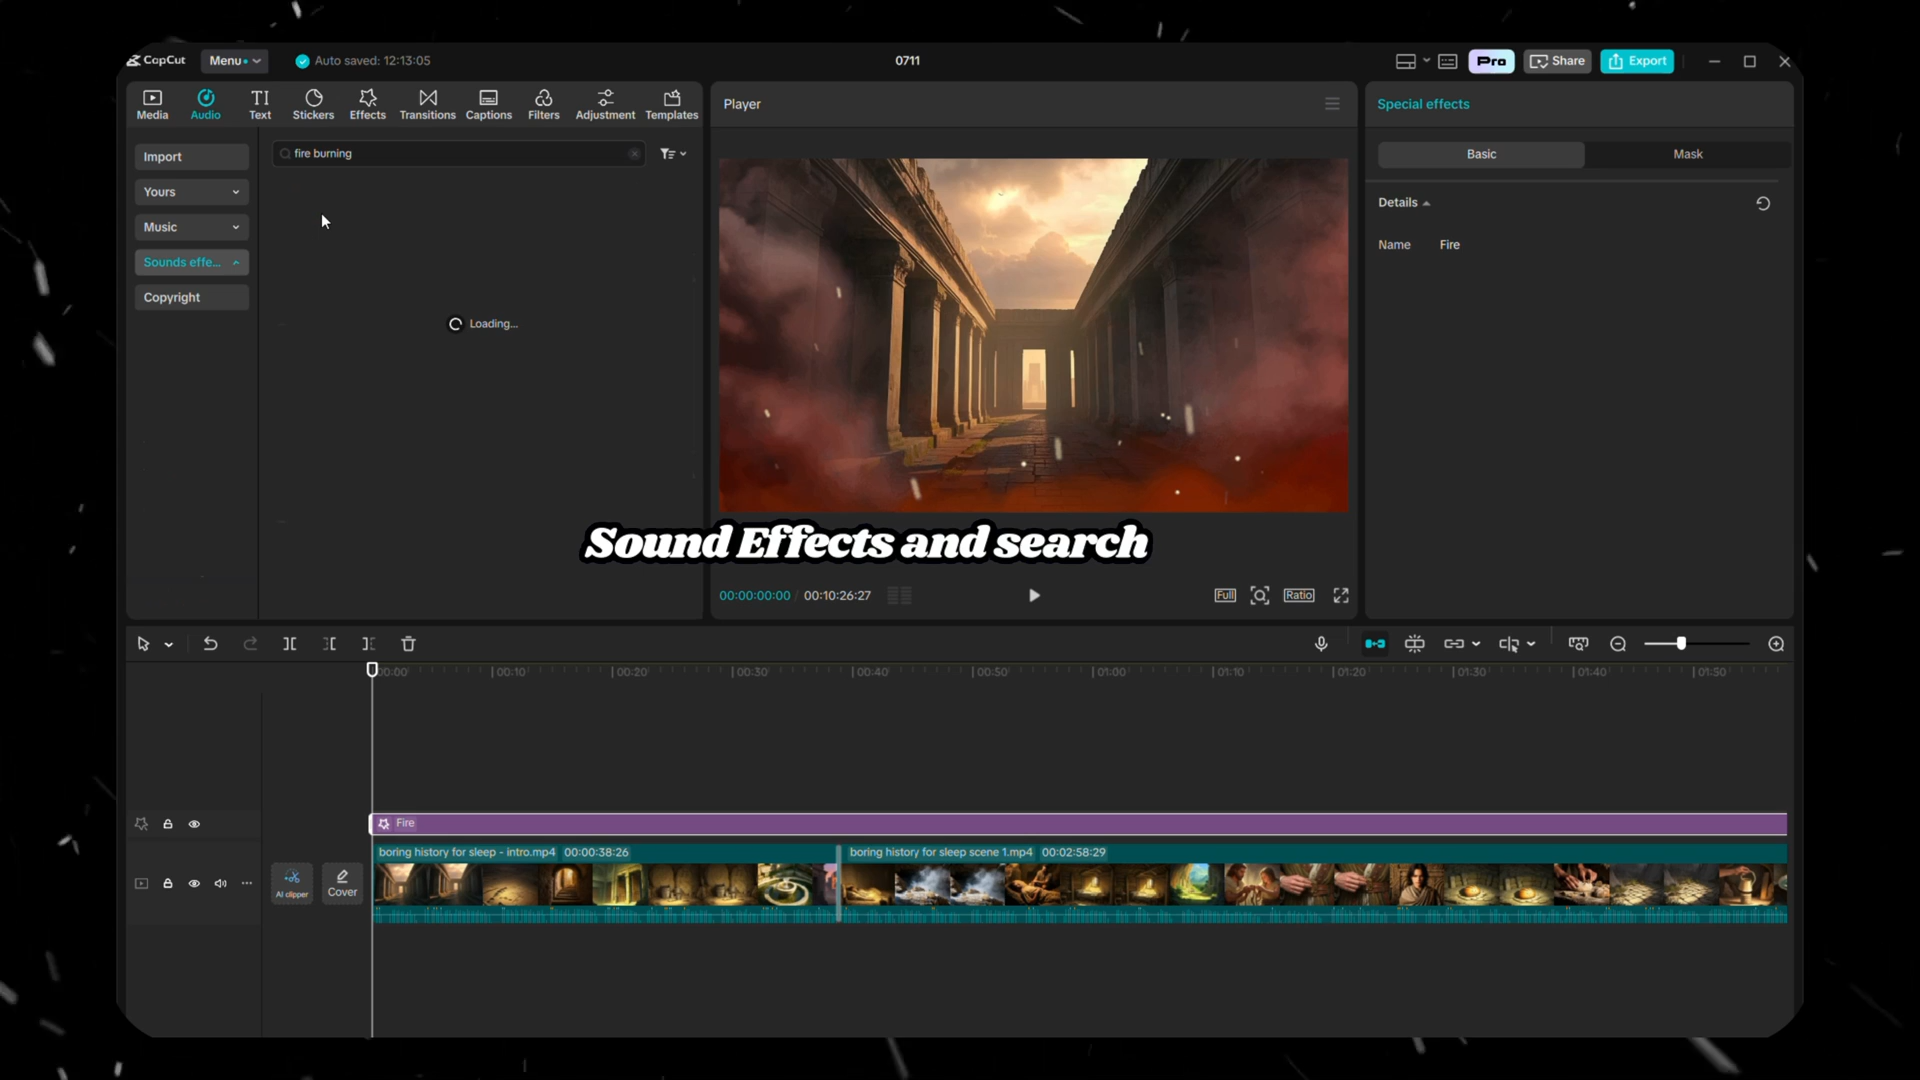 CapCut
Menu
Auto saved: 12:13:05
0711
Pro
Share
Export
Media
Audio
Text
Stickers
Effects
Transitions
Captions
Filters
Adjustment
Templates
Player
Special effects
Import
Yours
Music
Sounds effe...
Copyright
fire burning
Loading...
Basic
Mask
Details
Name
Fire
Sound Effects and search
00:00:00:00 / 00:10:26:27
Full
Ratio
00:00
00:10
00:20
00:30
00:40
00:50
01:00
01:10
01:20
01:30
01:40
01:50
Fire
boring history for sleep - intro.mp4 00:00:38:26
boring history for sleep scene 1.mp4 00:02:58:29
AI clipper
Cover